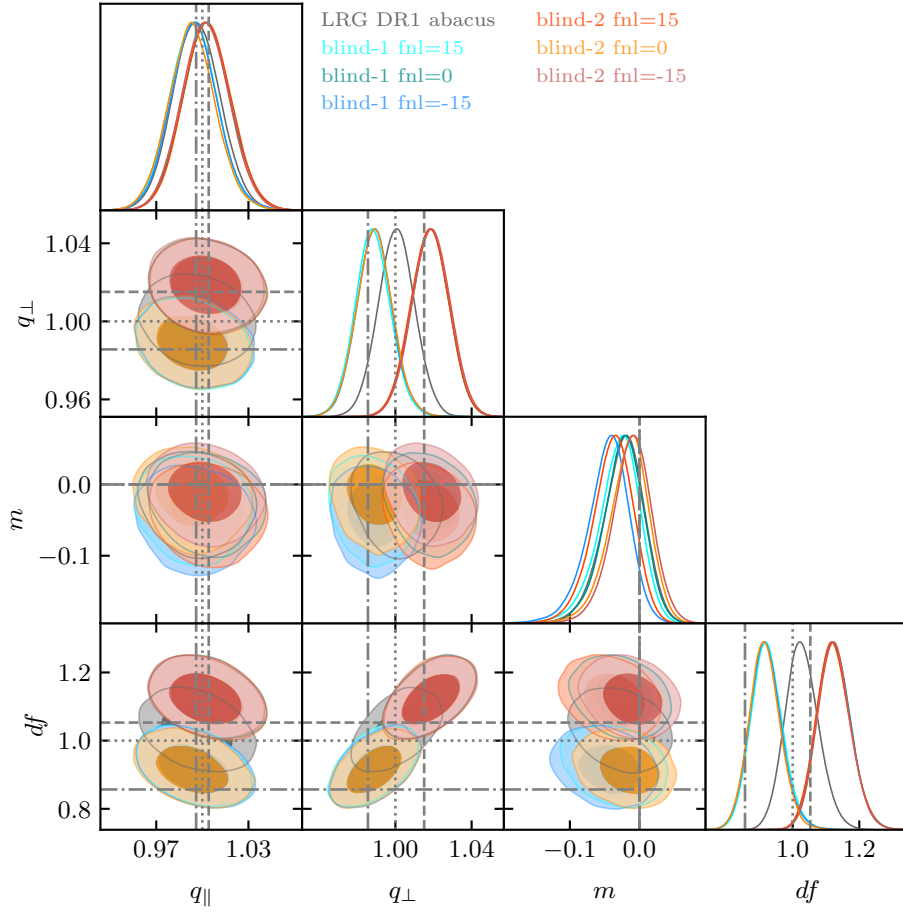 LRG DR1 abacus
blind-1 fnl=15
blind-1 fnl=0
blind-1 fnl=-15
blind-2 fnl=15
blind-2 fnl=0
blind-2 fnl=-15
1.04
1.00
0.96
q⊥
0.0
−0.1
m
1.2
1.0
0.8
df
0.97 1.03
1.00 1.04
−0.1 0.0
1.0 1.2
q∥ q⊥ m df